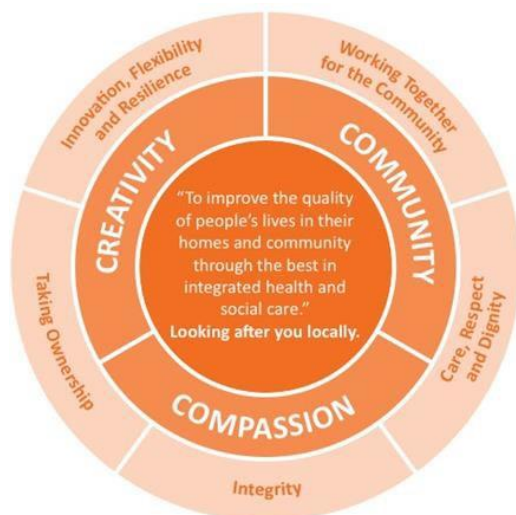 Innovation, Flexibility
and Resilience
Working Together
for the Community
CREATIVITY
COMMUNITY
“To improve the quality
of people’s lives in their
homes and community
through the best in
integrated health and
social care.”
Looking after you locally.
Taking Ownership
Care, Respect
and Dignity
COMPASSION
Integrity